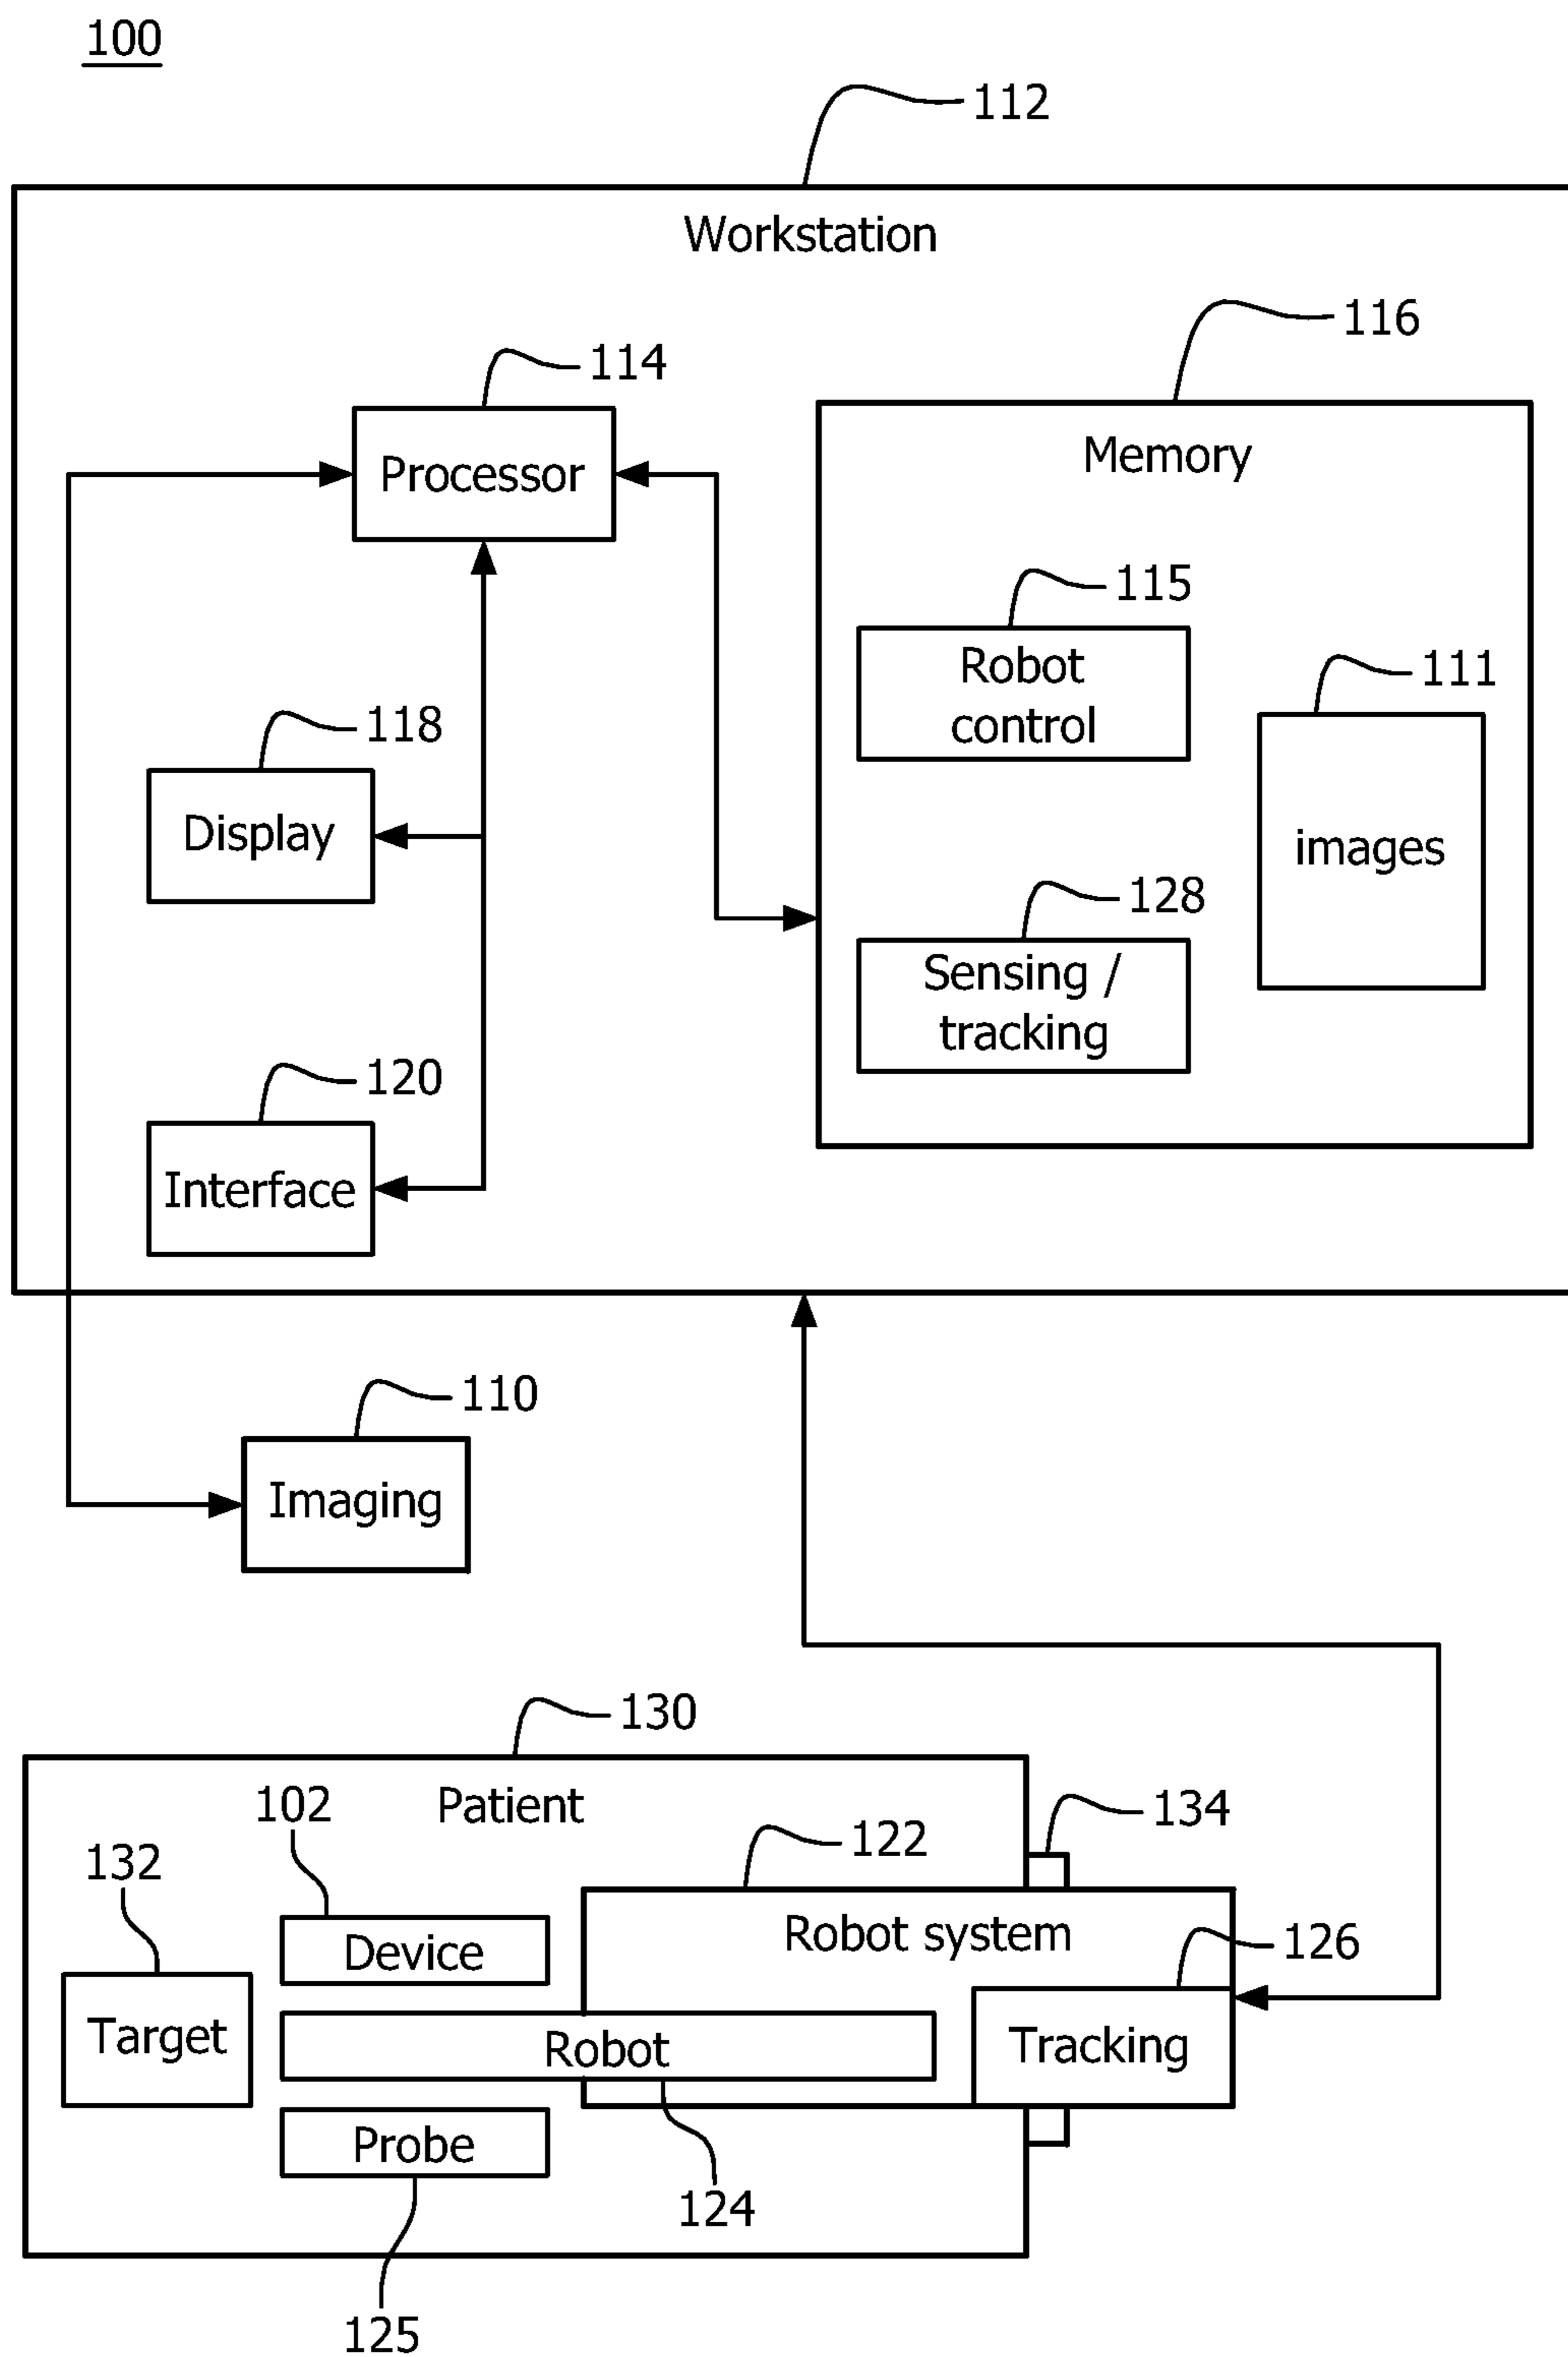 100
112
Workstation
116
114
Memory
Processor
115
Robot
control
111
118
Display
images
128
Sensing /
tracking
120
Interface
110
Imaging
130
Patient
102
134
122
132
Robot system
126
Device
Target
Robot
Tracking
Probe
124
125